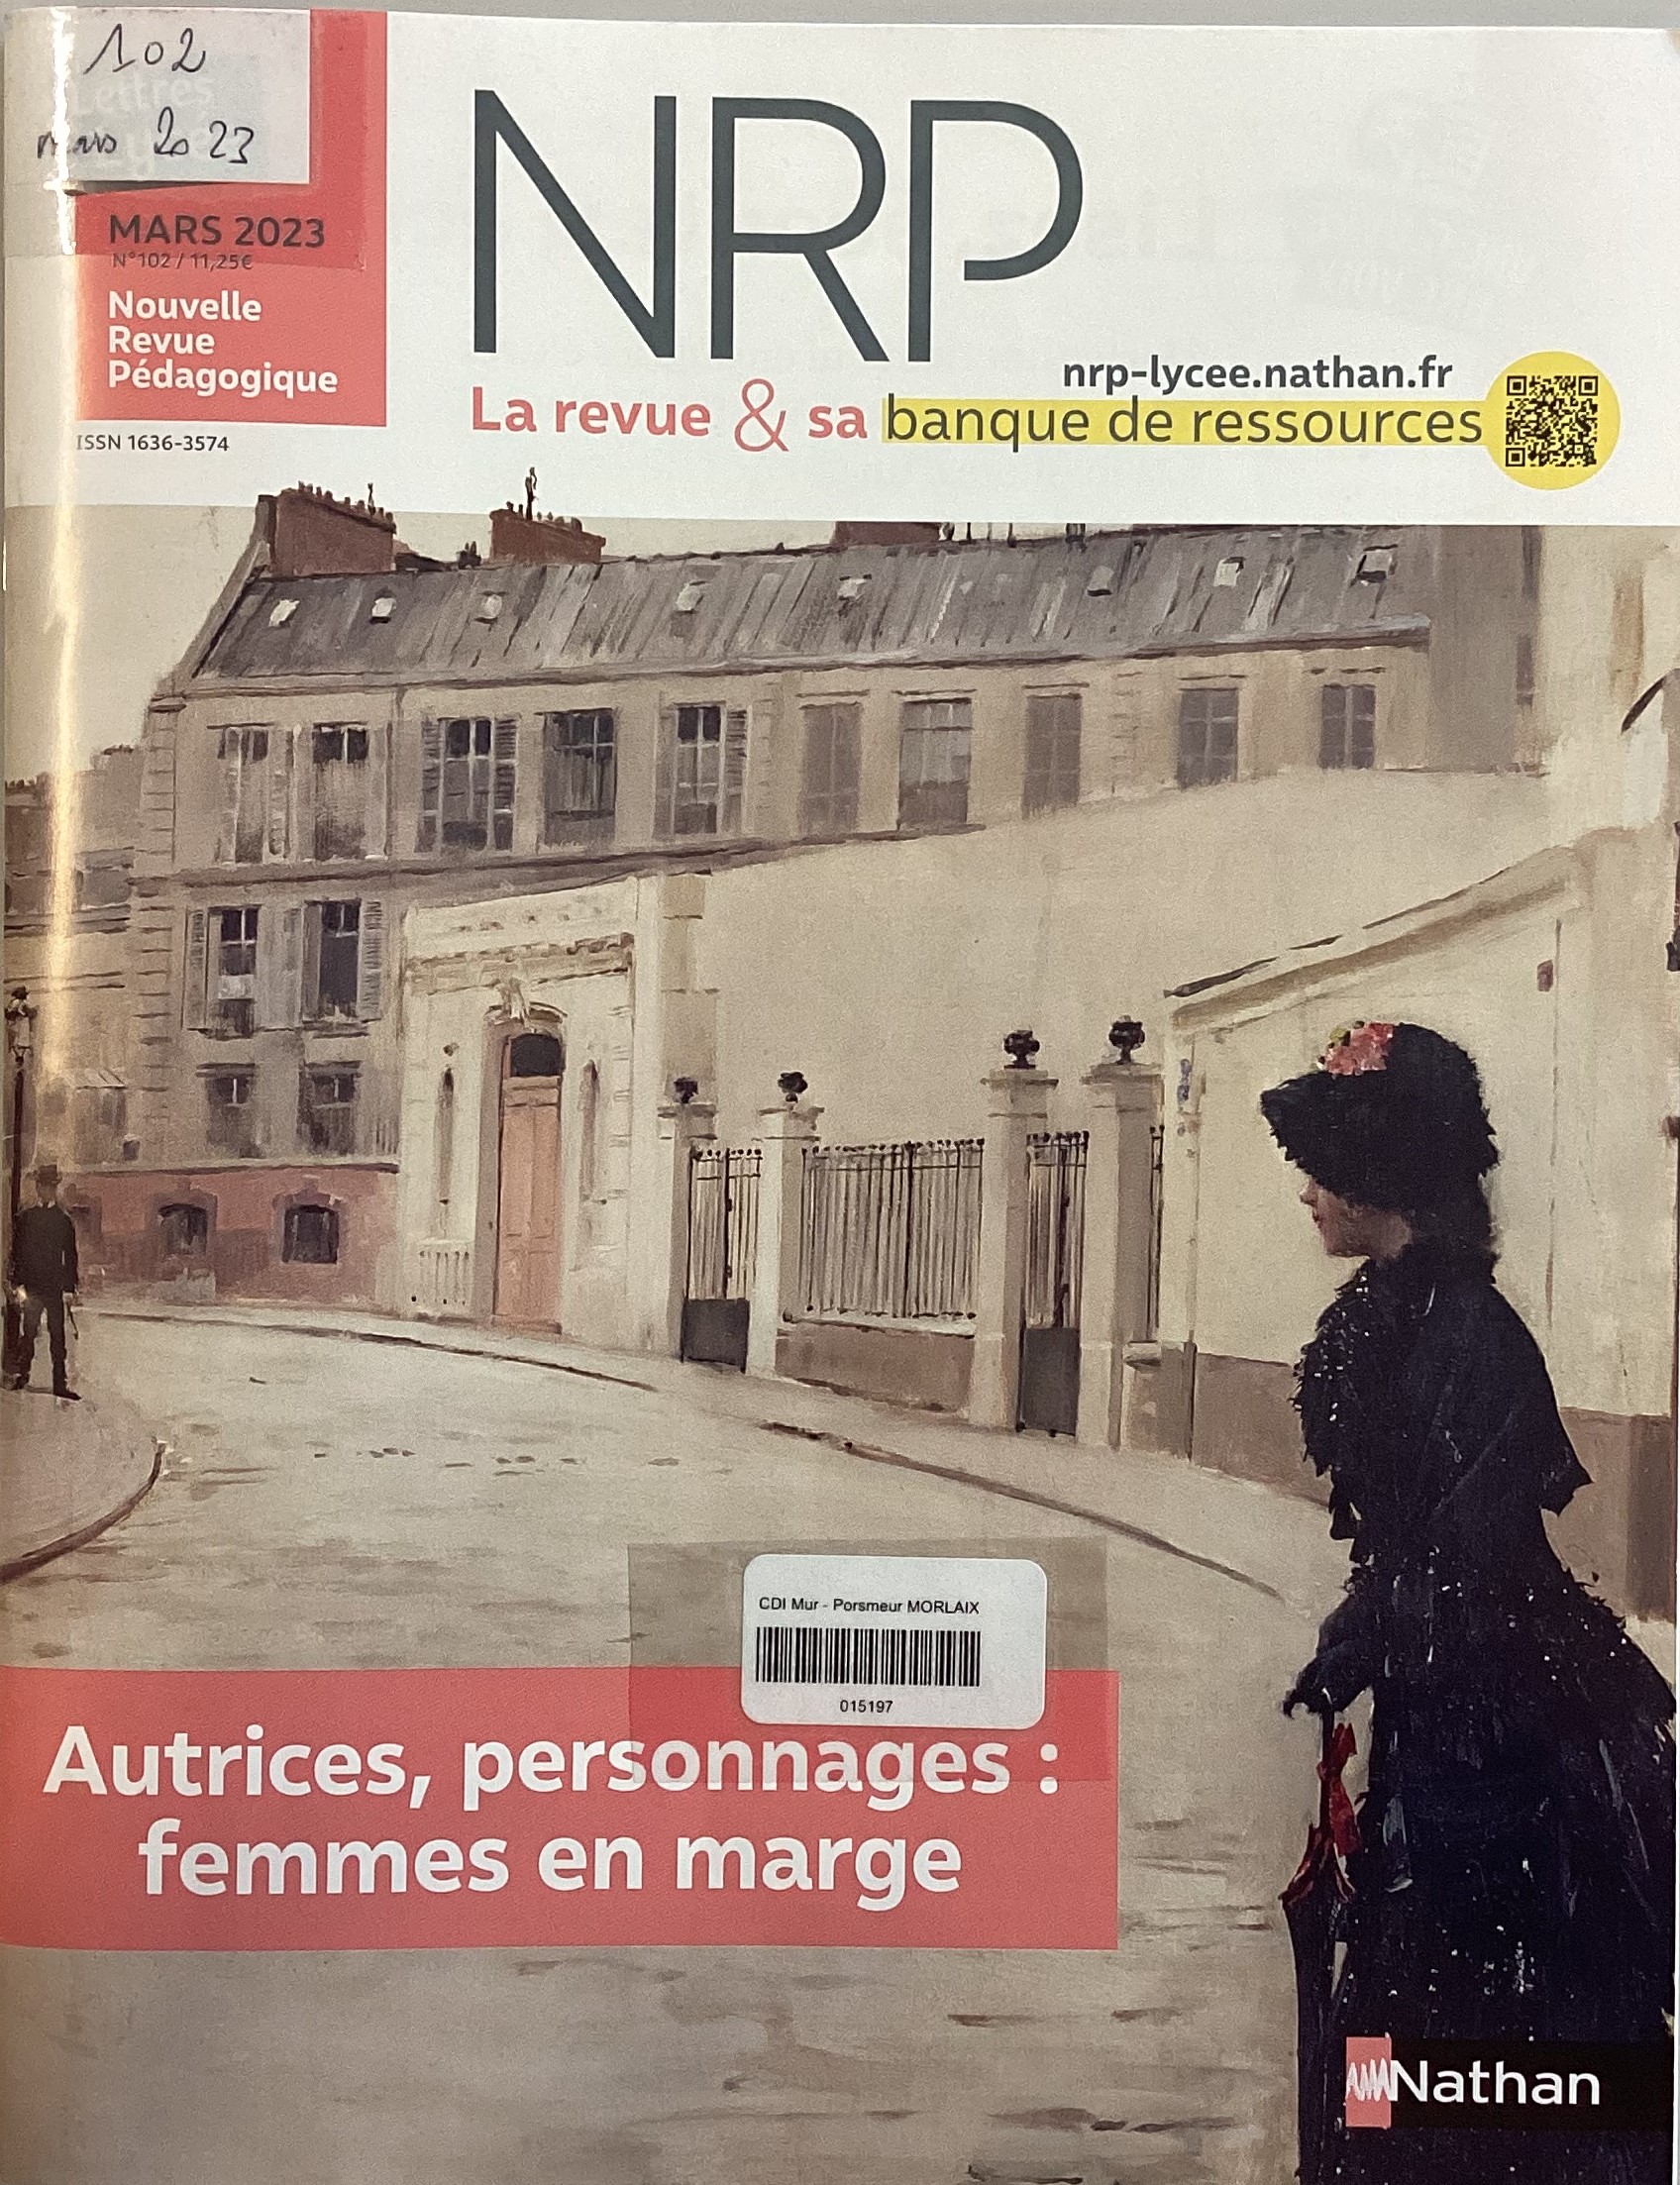 102
mars 2023
Lettres
MARS 2023
N°102 / 11,25€
Nouvelle
Revue
Pédagogique
ISSN 1636-3574
NRP
nrp-lycee.nathan.fr
La revue & sa banque de ressources
CDI Mur - Porsmeur MORLAIX
015197
Autrices, personnages :
femmes en marge
Nathan